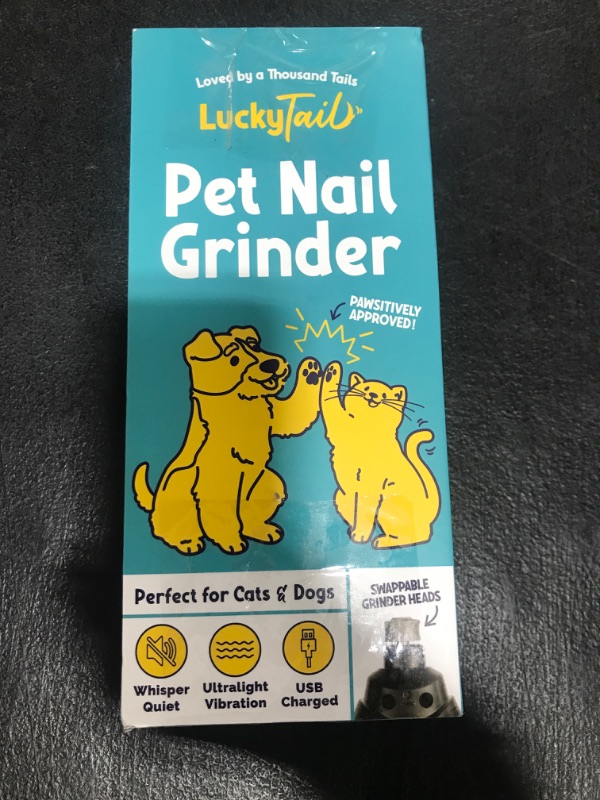 Loved by a Thousand Tails
LuckyTail
Pet Nail
Grinder
PAWSITIVELY
APPROVED!
Perfect for Cats & Dogs
SWAPPABLE
GRINDER HEADS
Whisper
Quiet
Ultralight
Vibration
USB
Charged